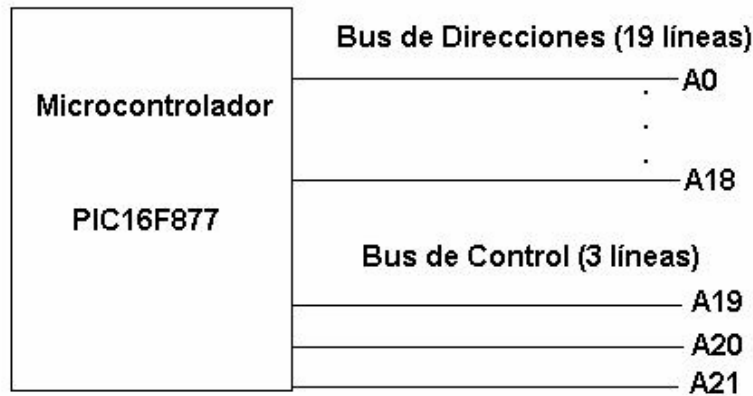 Bus de Direcciones (19 líneas)
A0
Microcontrolador
A18
PIC16F877
Bus de Control (3 líneas)
A19
A20
A21